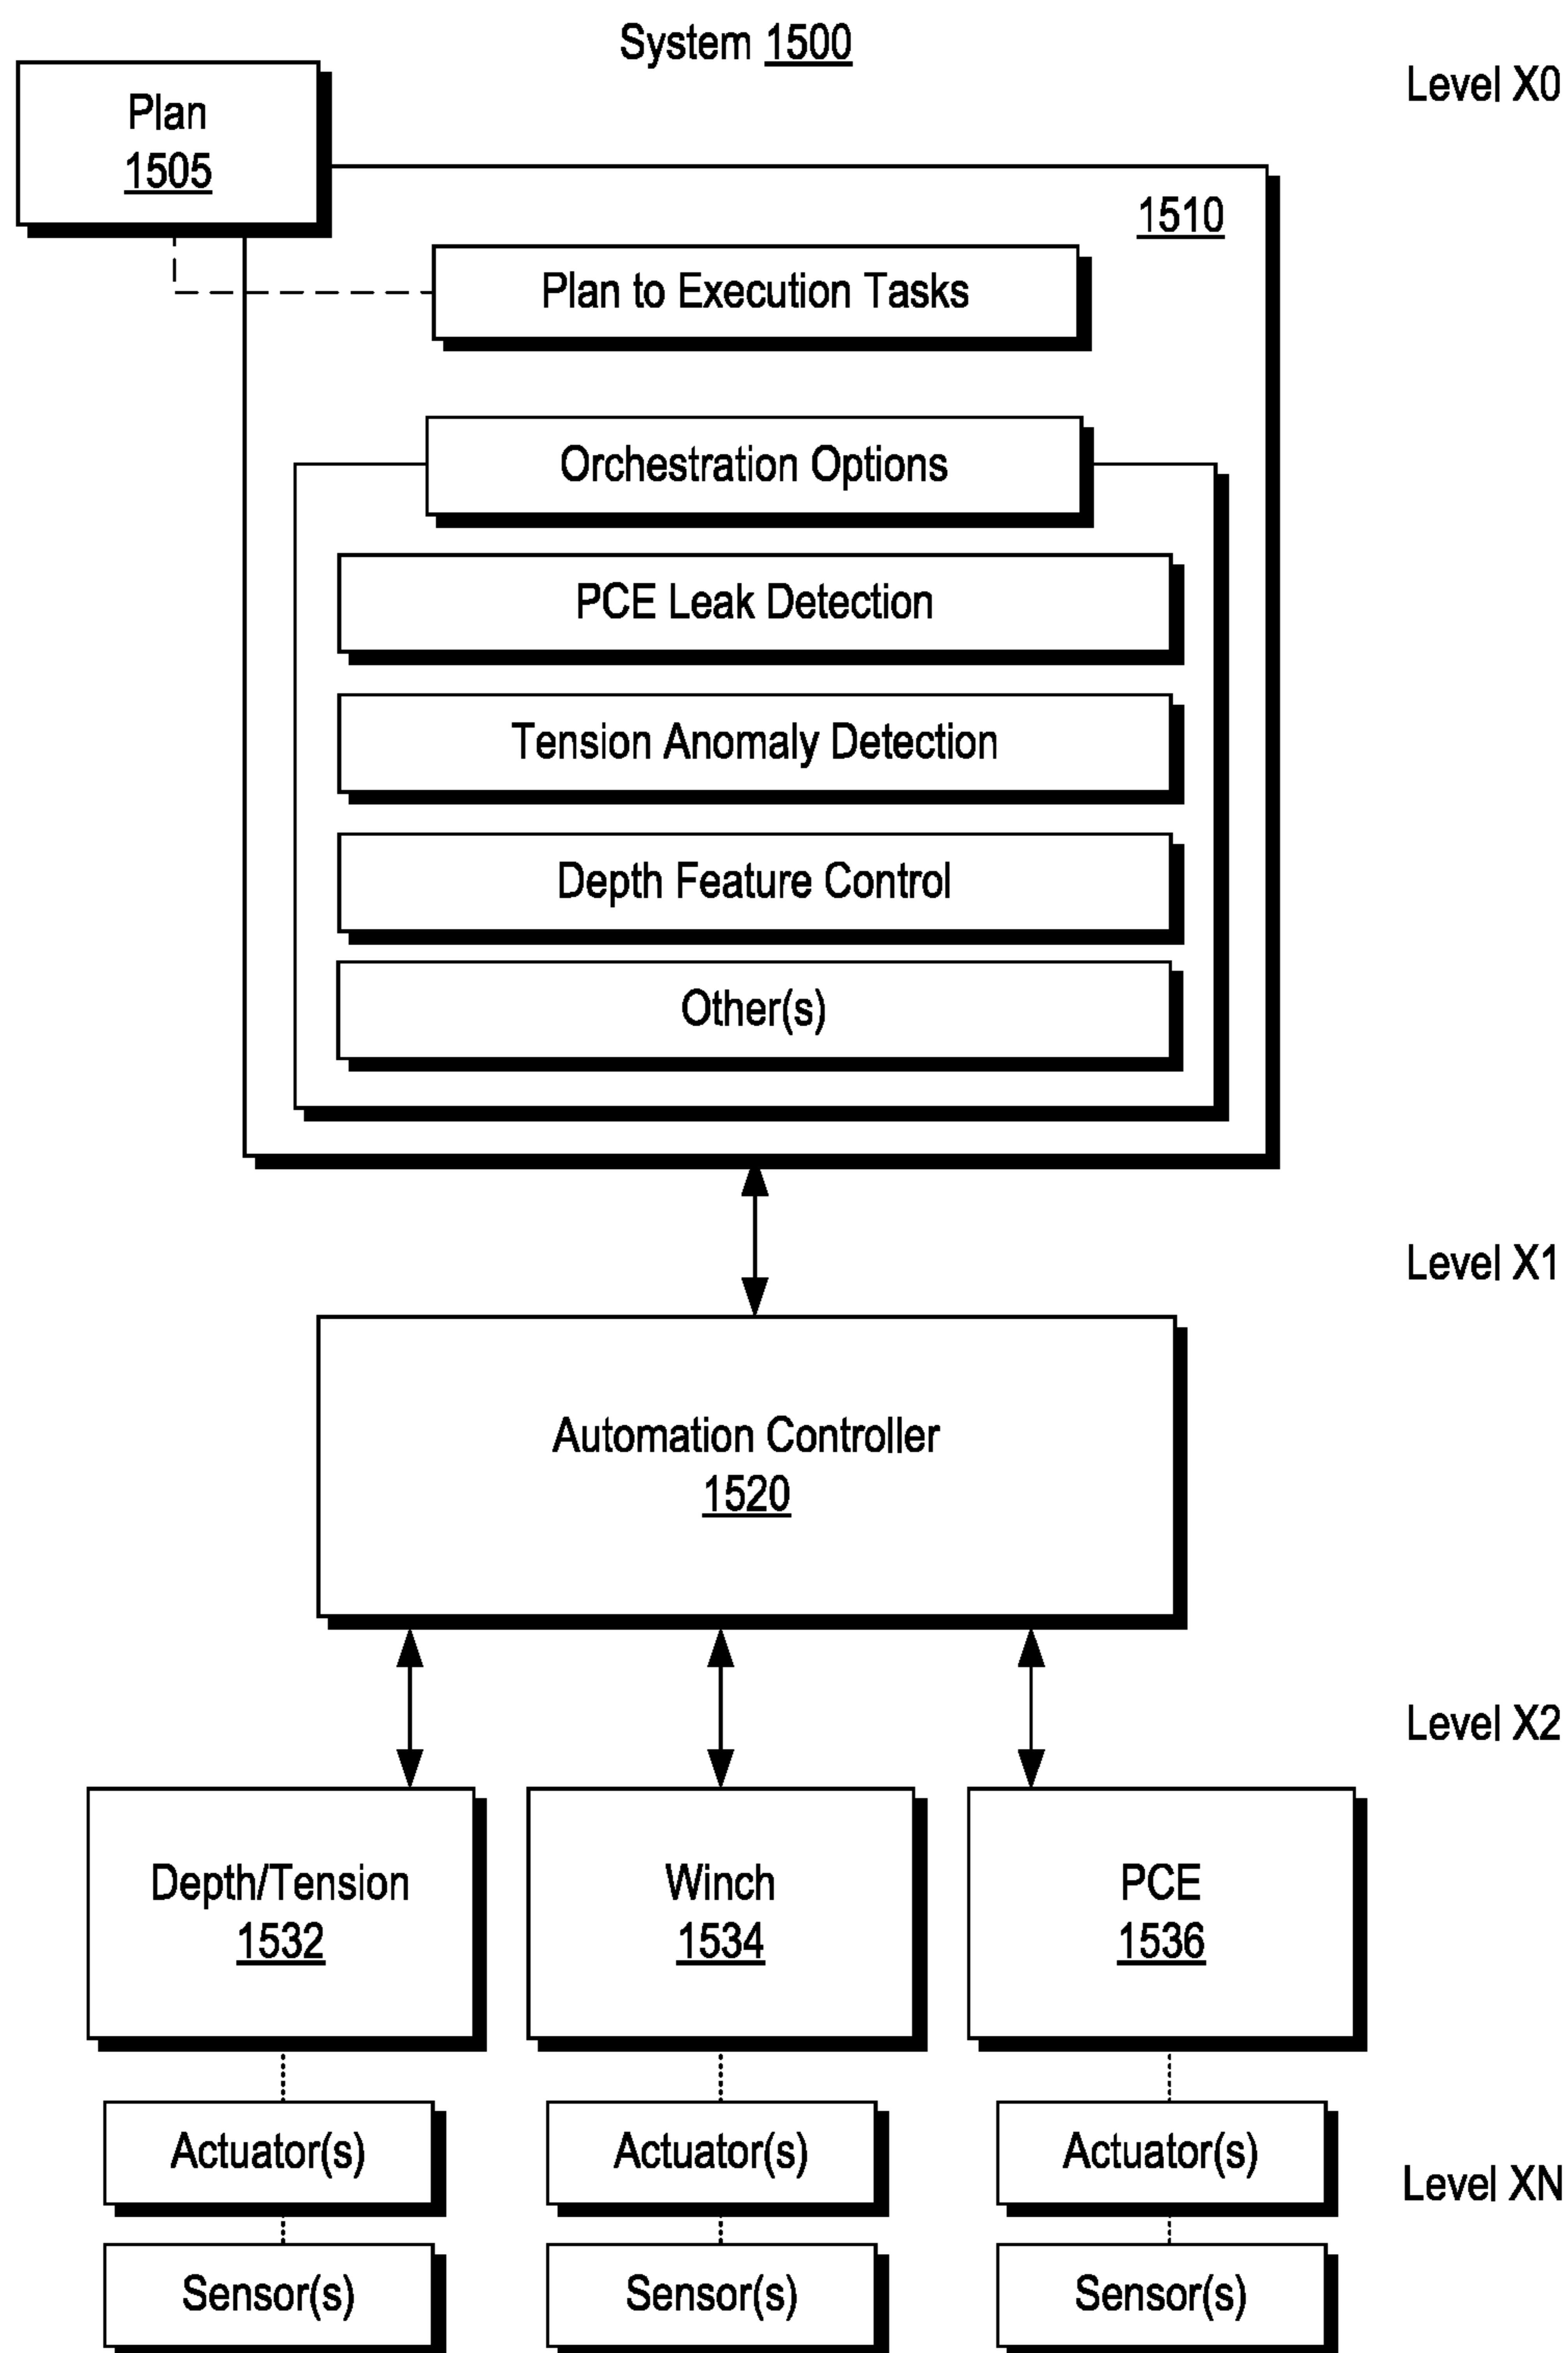 System 1500
Level X0
Plan
1505
1510
Plan to Execution Tasks
Orchestration Options
PCE Leak Detection
Tension Anomaly Detection
Depth Feature Control
Other(s)
Level X1
Automation Controller
1520
Level X2
Depth/Tension
1532
Winch
1534
PCE
1536
Actuator(s)
Actuator(s)
Actuator(s)
Level XN
Sensor(s)
Sensor(s)
Sensor(s)